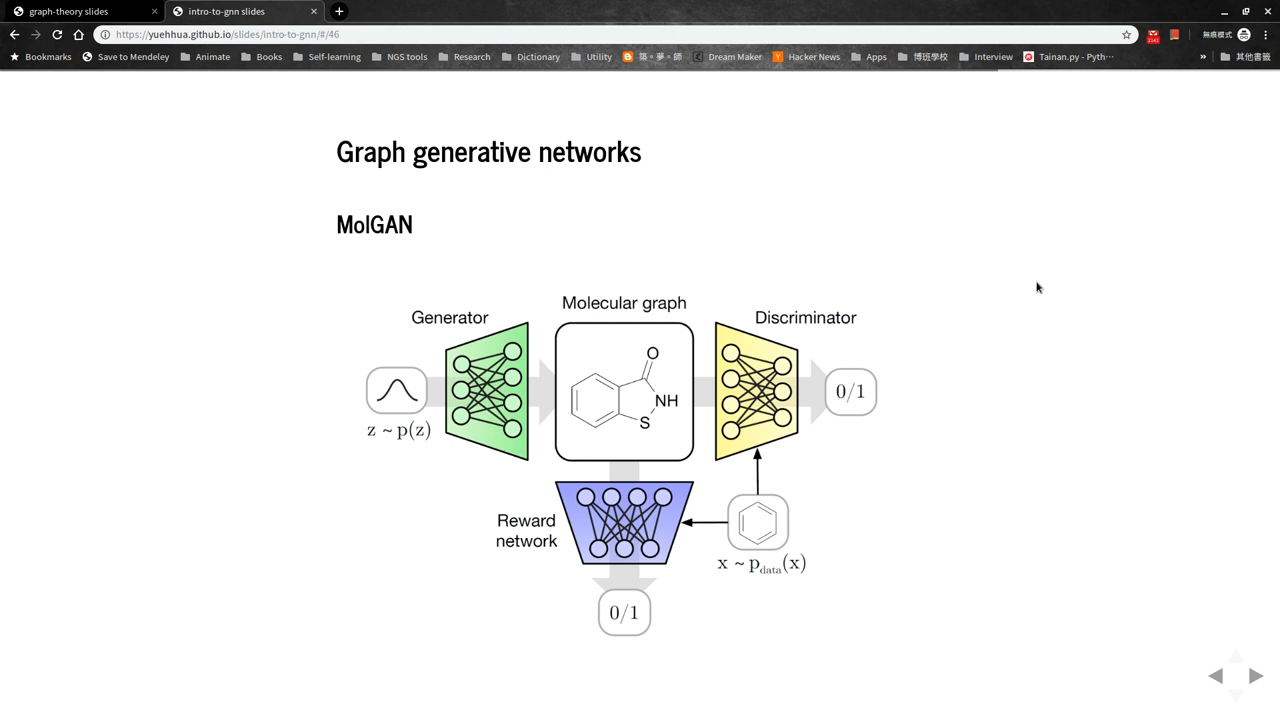 graph-theory slides
intro-to-gnn slides
https://yuehhua.github.io/slides/intro-to-gnn/#/46
無痕模式
Bookmarks
Save to Mendeley
Animate
Books
Self-learning
NGS tools
Research
Dictionary
Utility
築。夢。師
Dream Maker
Hacker News
Apps
博班學校
Interview
Tainan.py - Pyth…
»
其他書籤
Graph generative networks
MolGAN
Molecular graph
Generator
Discriminator
O
NH
S
0/1
z ~ p(z)
Reward
network
x ~ pdata(x)
0/1